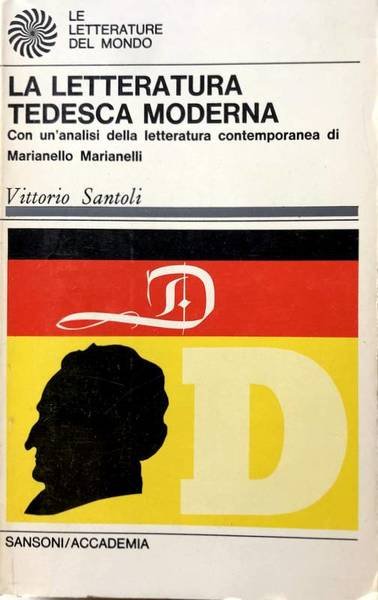 LE
LETTERATURE
DEL MONDO
LA LETTERATURA
TEDESCA MODERNA
Con un'analisi della letteratura contemporanea di
Marianello Marianelli
Vittorio Santoli
D
SANSONI/ACCADEMIA